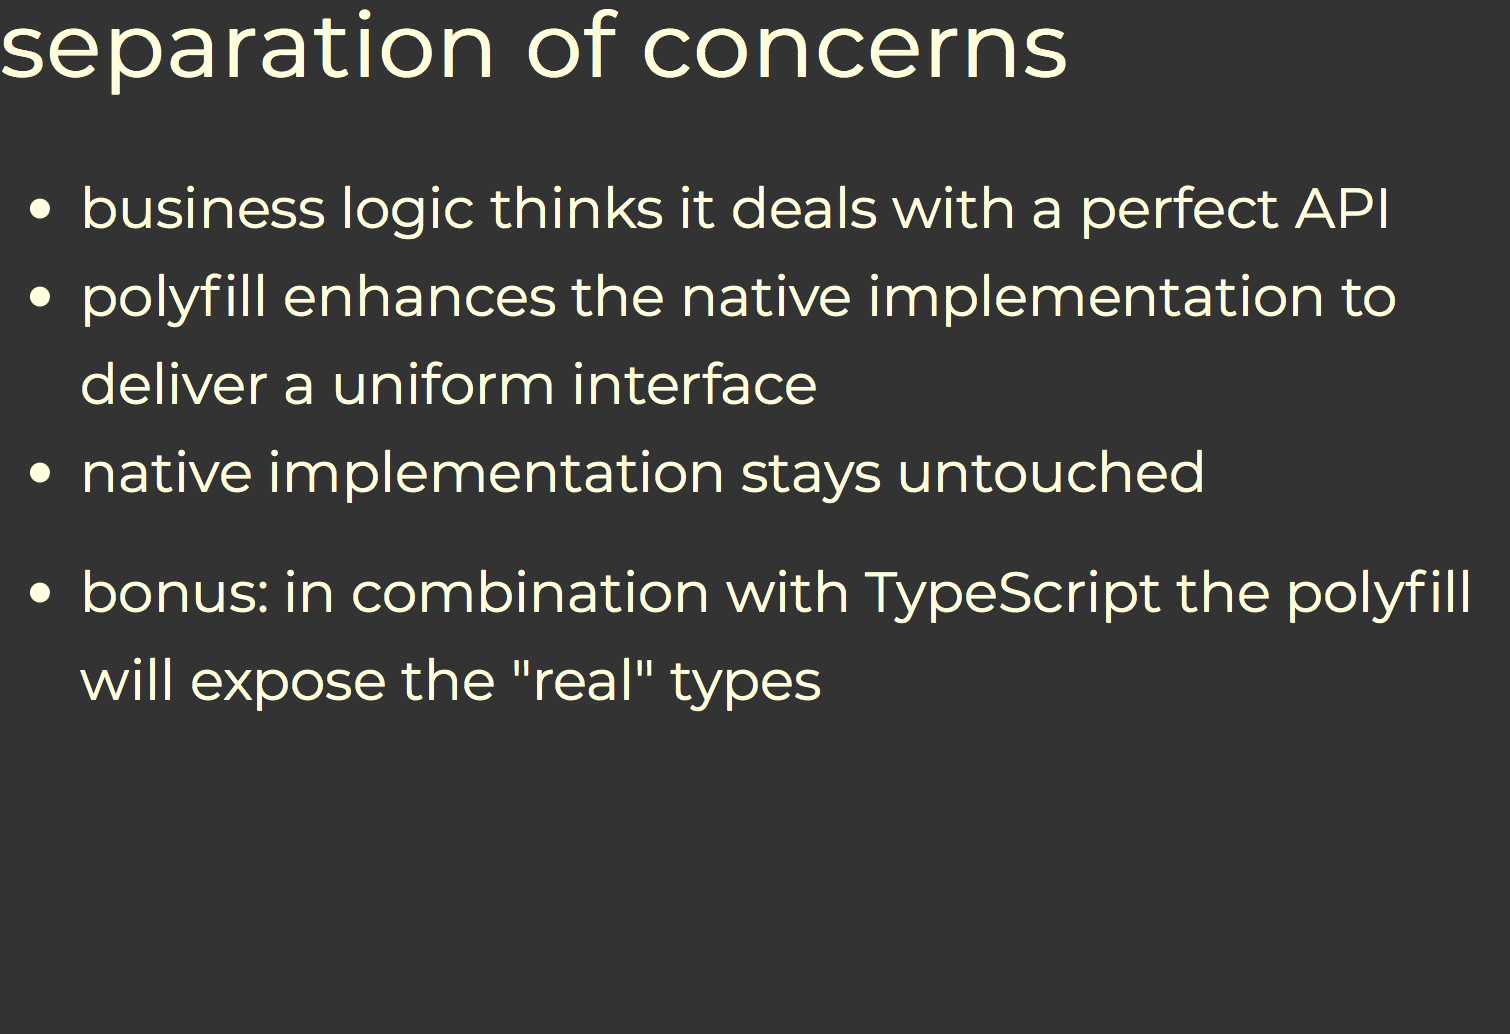 separation of concerns
• business logic thinks it deals with a perfect API
• polyfill enhances the native implementation to
deliver a uniform interface
• native implementation stays untouched
• bonus: in combination with TypeScript the polyfill
will expose the "real" types